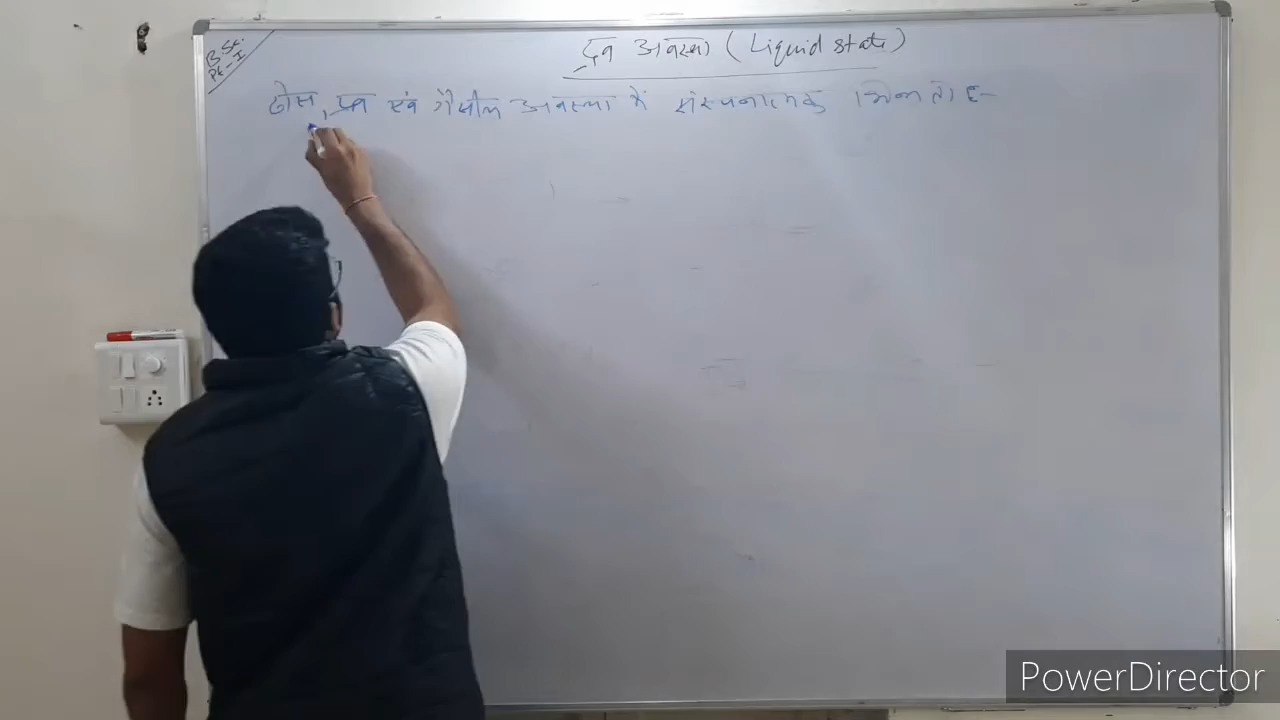 B.Sc.
Pt-I
द्रव अवस्था (Liquid state)
ठोस, द्रव एवं गैसीय अवस्था में संरचनात्मक भिन्नताएं-
PowerDirector